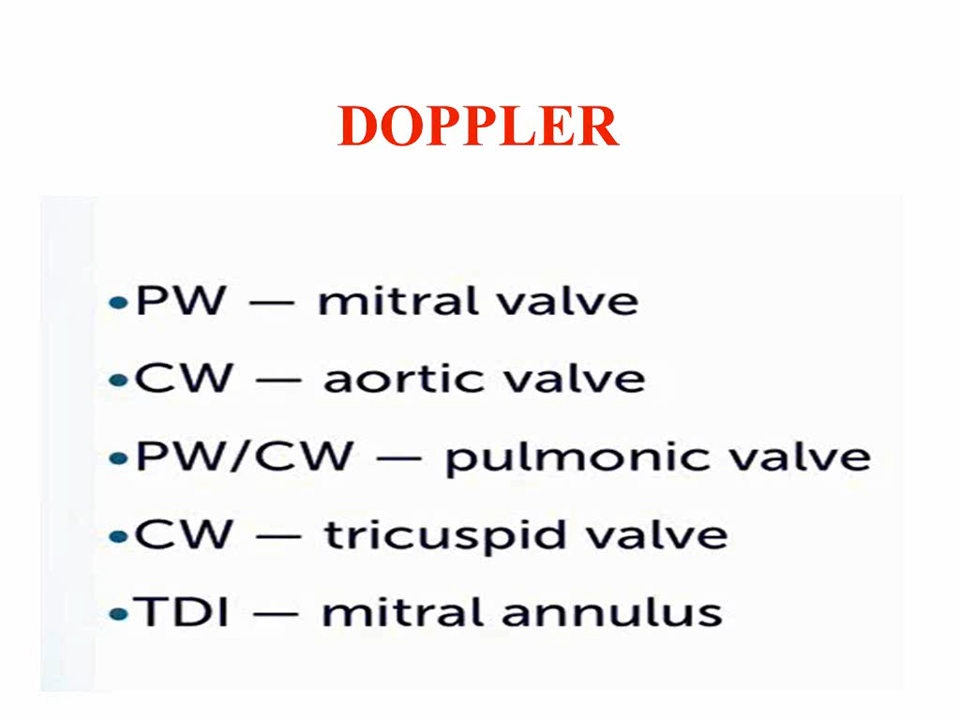 DOPPLER
•PW — mitral valve
•CW — aortic valve
•PW/CW — pulmonic valve
•CW — tricuspid valve
•TDI — mitral annulus